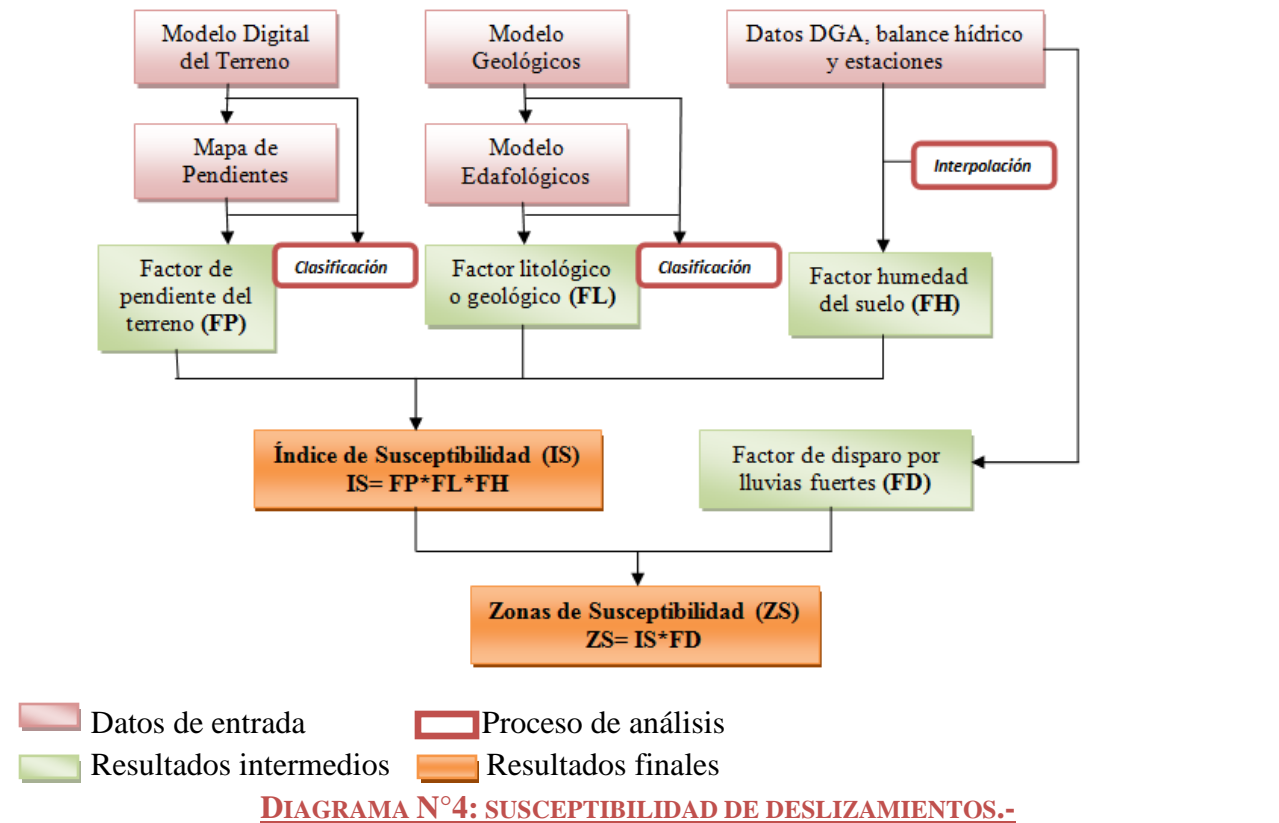 Modelo Digital
del Terreno
Modelo
Geológicos
Datos DGA, balance hídrico
y estaciones
Mapa de
Pendientes
Modelo
Edafológicos
Interpolación
Factor de
pendiente del
terreno (FP)
Clasificación
Factor litológico
o geológico (FL)
Clasificación
Factor humedad
del suelo (FH)
Índice de Susceptibilidad (IS)
IS= FP*FL*FH
Factor de disparo por
lluvias fuertes (FD)
Zonas de Susceptibilidad (ZS)
ZS= IS*FD
Datos de entrada
Proceso de análisis
Resultados intermedios
Resultados finales
DIAGRAMA N°4: SUSCEPTIBILIDAD DE DESLIZAMIENTOS.-